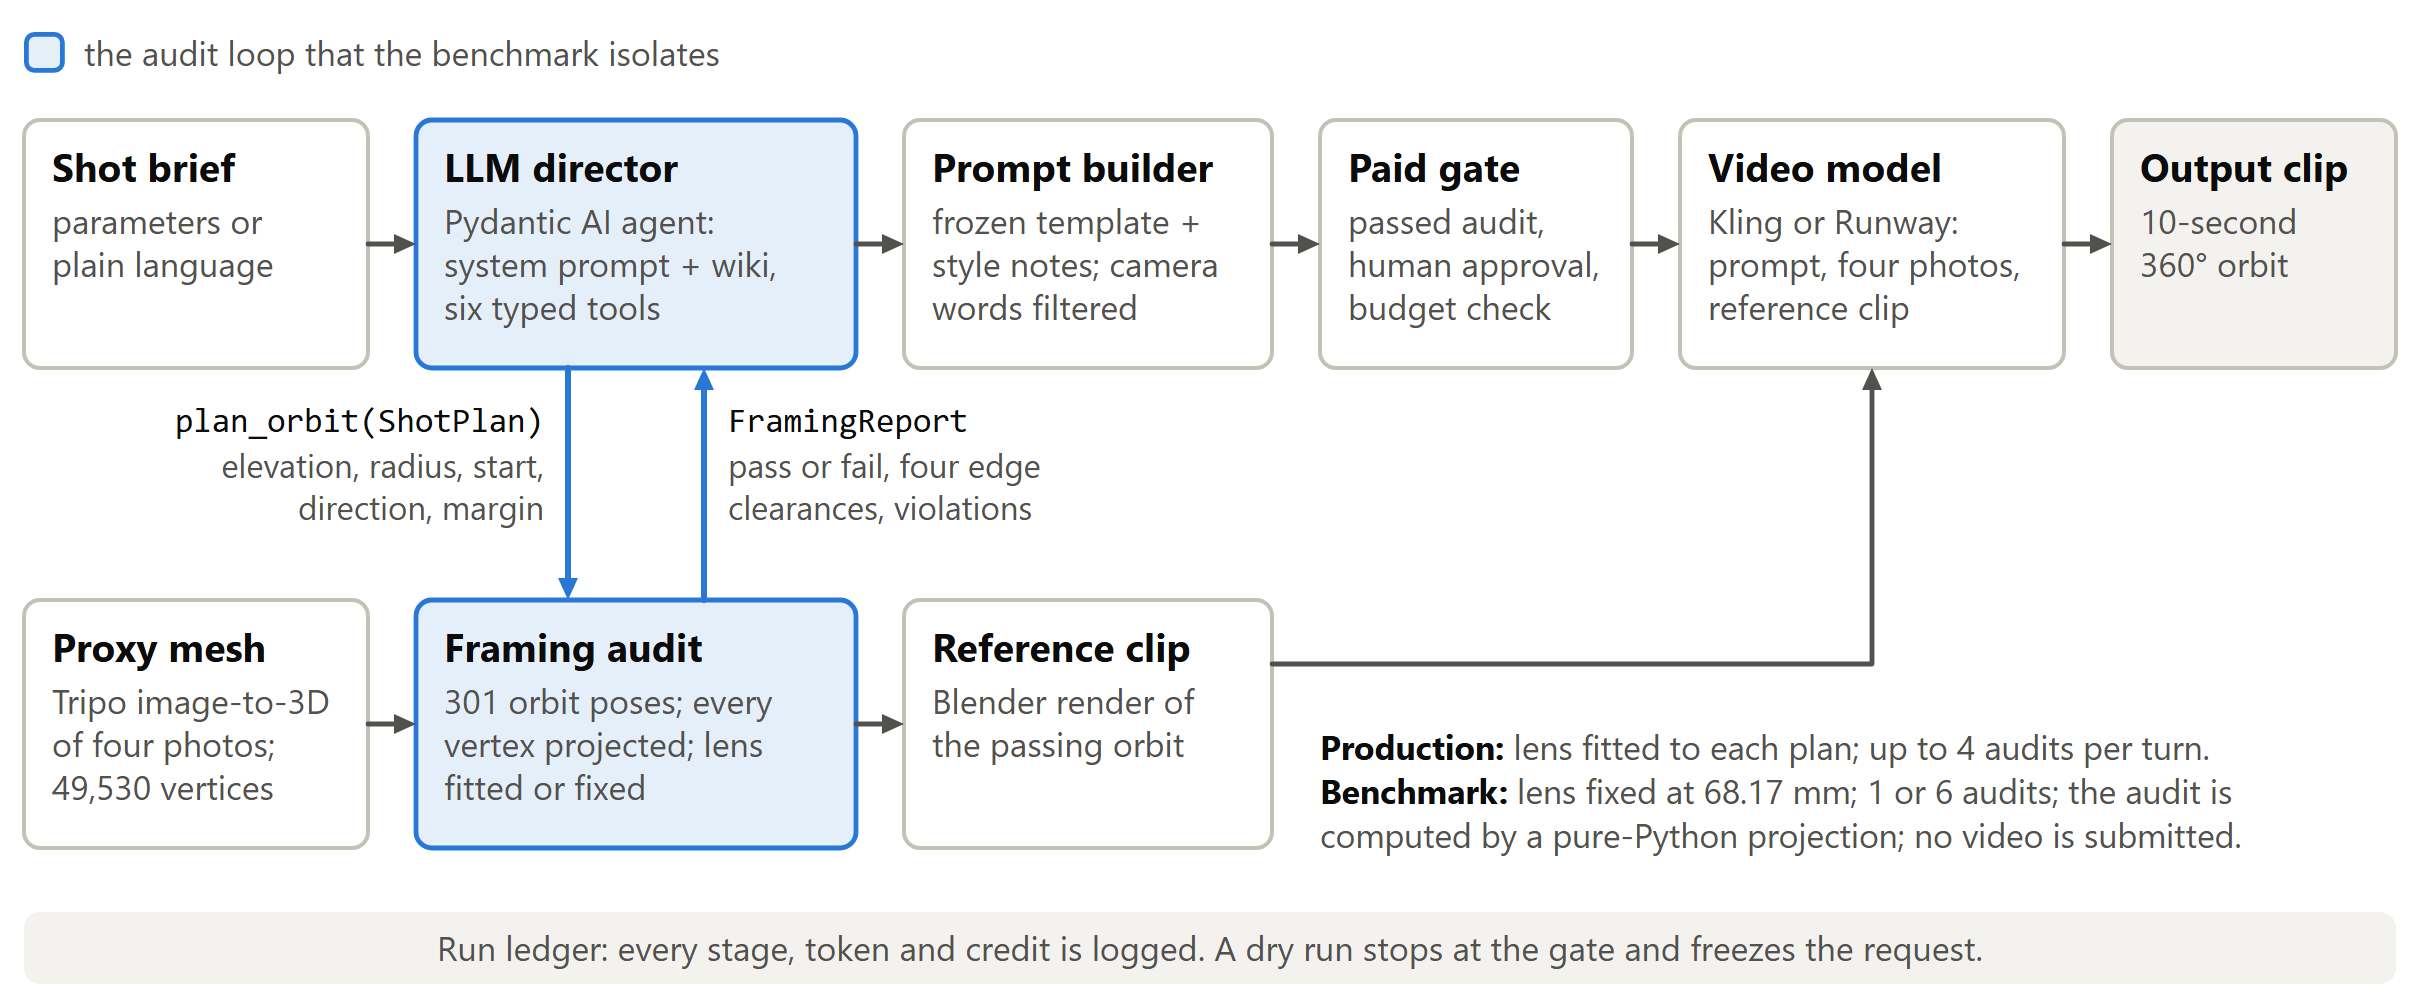 the audit loop that the benchmark isolates
Shot brief
parameters or
plain language
LLM director
Pydantic AI agent:
system prompt + wiki,
six typed tools
Prompt builder
frozen template +
style notes; camera
words filtered
Paid gate
passed audit,
human approval,
budget check
Video model
Kling or Runway:
prompt, four photos,
reference clip
Output clip
10-second
360° orbit
plan_orbit(ShotPlan)
elevation, radius, start,
direction, margin
FramingReport
pass or fail, four edge
clearances, violations
Proxy mesh
Tripo image-to-3D
of four photos;
49,530 vertices
Framing audit
301 orbit poses; every
vertex projected; lens
fitted or fixed
Reference clip
Blender render of
the passing orbit
Production: lens fitted to each plan; up to 4 audits per turn.
Benchmark: lens fixed at 68.17 mm; 1 or 6 audits; the audit is
computed by a pure-Python projection; no video is submitted.
Run ledger: every stage, token and credit is logged. A dry run stops at the gate and freezes the request.